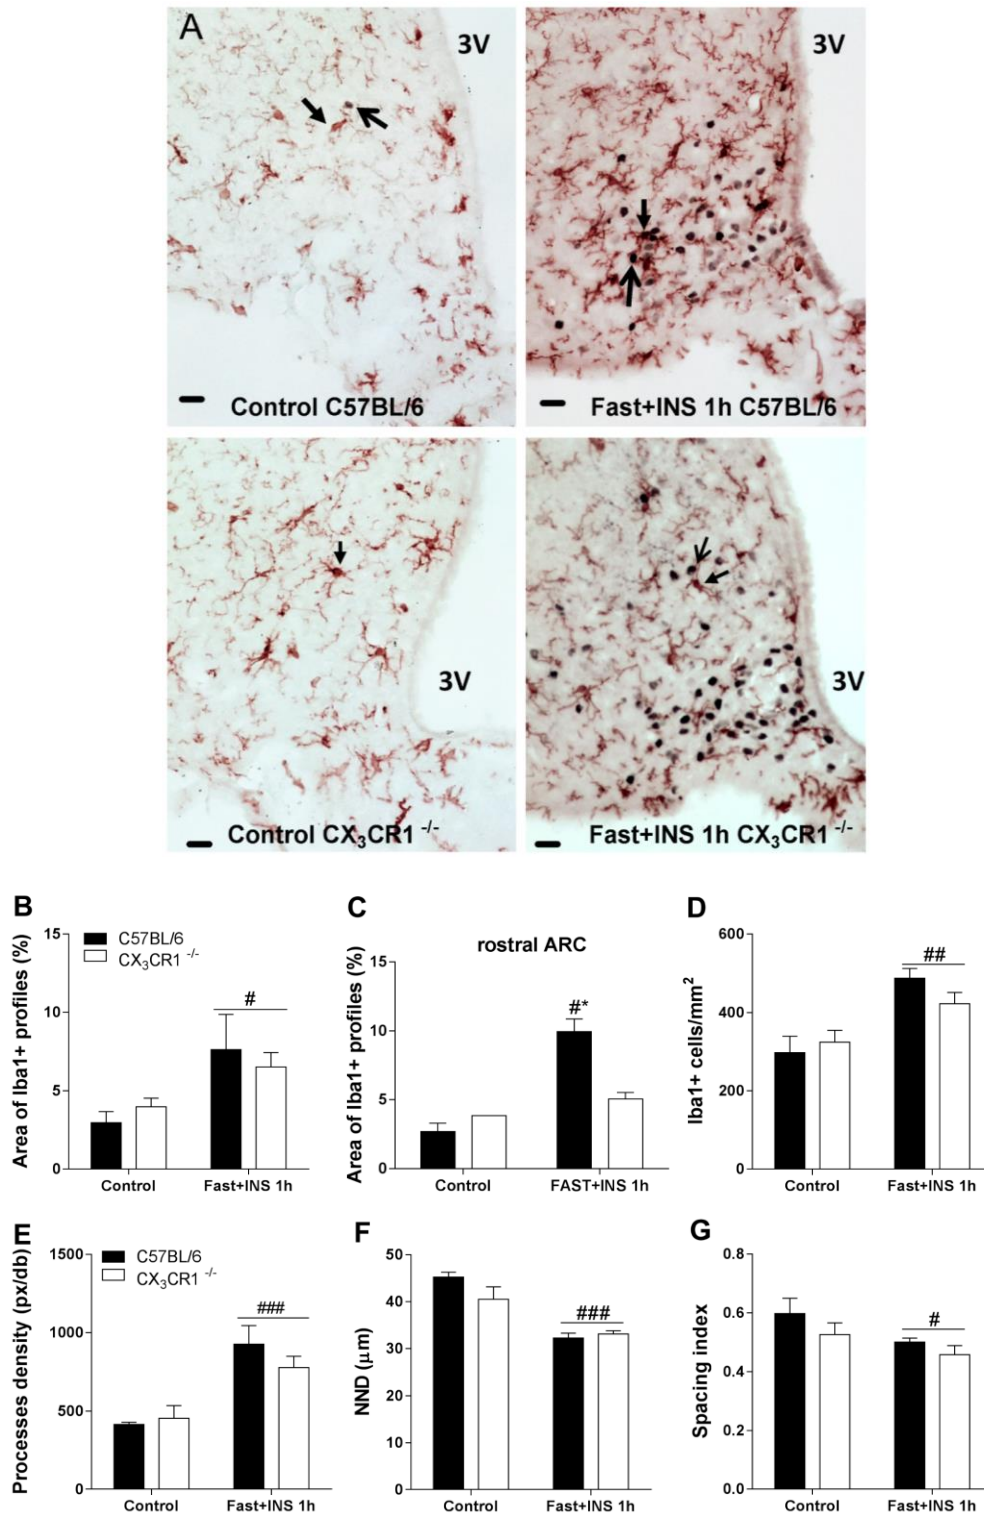 A
3V
3V
Control C57BL/6
Fast+INS 1h C57BL/6
3V
3V
Control CX₃CR1 ⁻/⁻
Fast+INS 1h CX₃CR1 ⁻/⁻
B
Area of Iba1+ profiles (%)
15
10
5
0
C57BL/6
CX₃CR1 ⁻/⁻
#
Control
Fast+INS 1h
C
rostral ARC
Area of Iba1+ profiles (%)
15
10
5
0
#*
Control
FAST+INS 1h
D
Iba1+ cells/mm²
600
400
200
0
##
Control
Fast+INS 1h
E
Processes density (px/db)
1500
1000
500
0
C57BL/6
CX₃CR1 ⁻/⁻
###
Control
Fast+INS 1h
F
NND (µm)
50
40
30
20
10
0
###
Control
Fast+INS 1h
G
Spacing index
0.8
0.6
0.4
0.2
0.0
#
Control
Fast+INS 1h